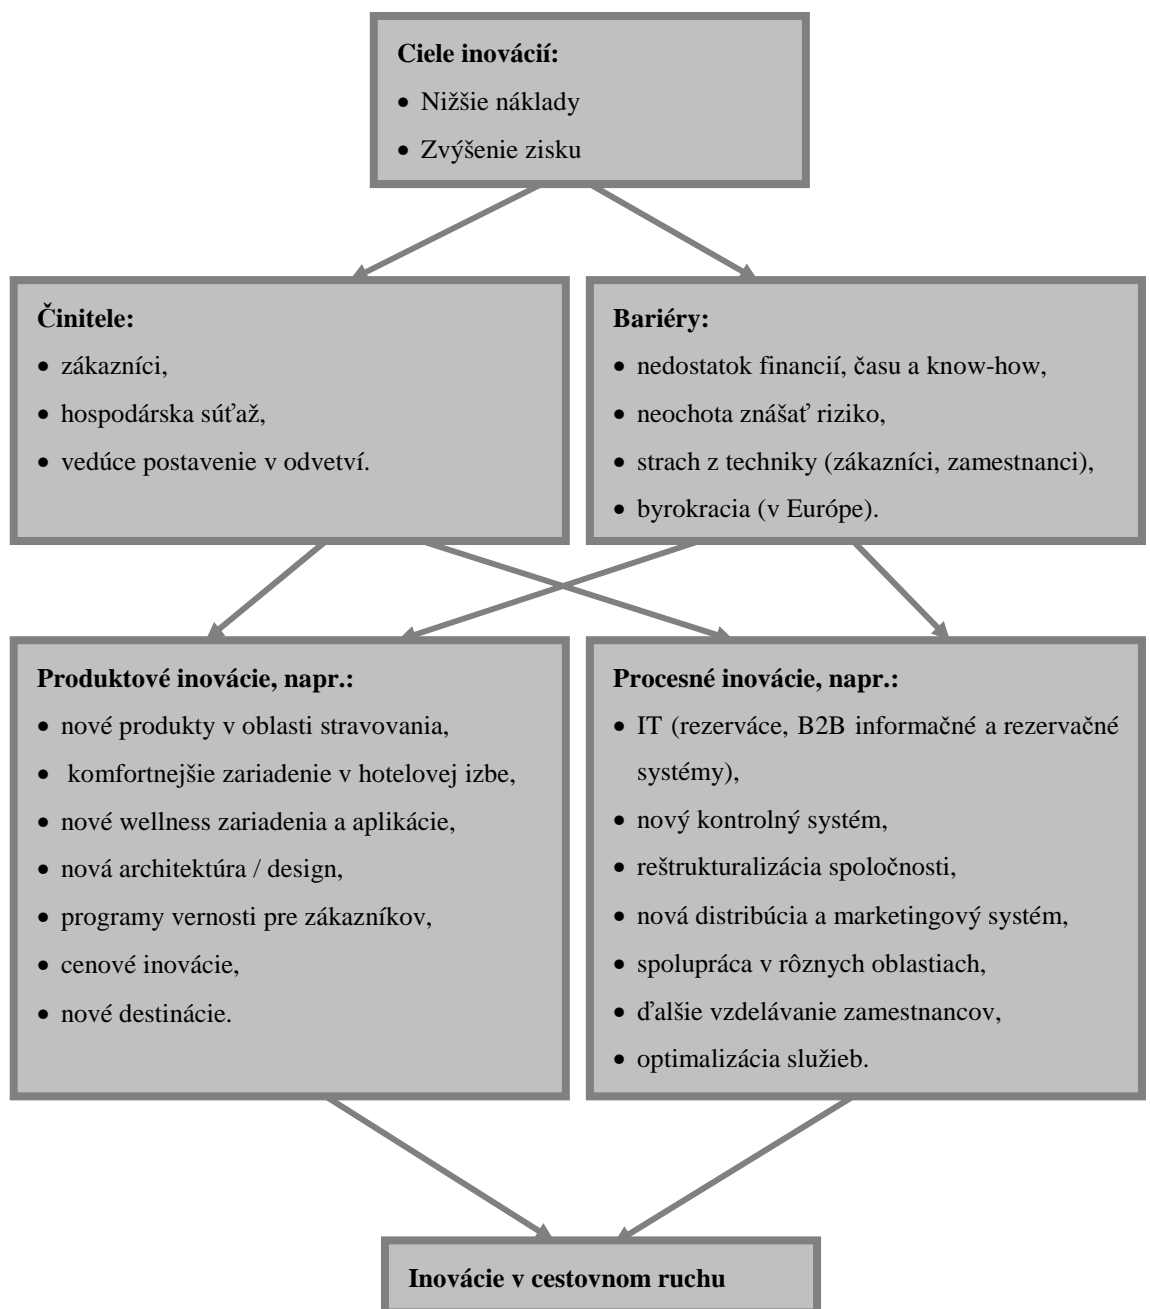 Ciele inovácií:
• Nižšie náklady
• Zvýšenie zisku
Činitele:
• zákazníci,
• hospodárska súťaž,
• vedúce postavenie v odvetví.
Bariéry:
• nedostatok financií, času a know-how,
• neochota znášať riziko,
• strach z techniky (zákazníci, zamestnanci),
• byrokracia (v Európe).
Produktové inovácie, napr.:
• nové produkty v oblasti stravovania,
• komfortnejšie zariadenie v hotelovej izbe,
• nové wellness zariadenia a aplikácie,
• nová architektúra / design,
• programy vernosti pre zákazníkov,
• cenové inovácie,
• nové destinácie.
Procesné inovácie, napr.:
• IT (rezerváce, B2B informačné a rezervačné
systémy),
• nový kontrolný systém,
• reštrukturalizácia spoločnosti,
• nová distribúcia a marketingový systém,
• spolupráca v rôznych oblastiach,
• ďalšie vzdelávanie zamestnancov,
• optimalizácia služieb.
Inovácie v cestovnom ruchu